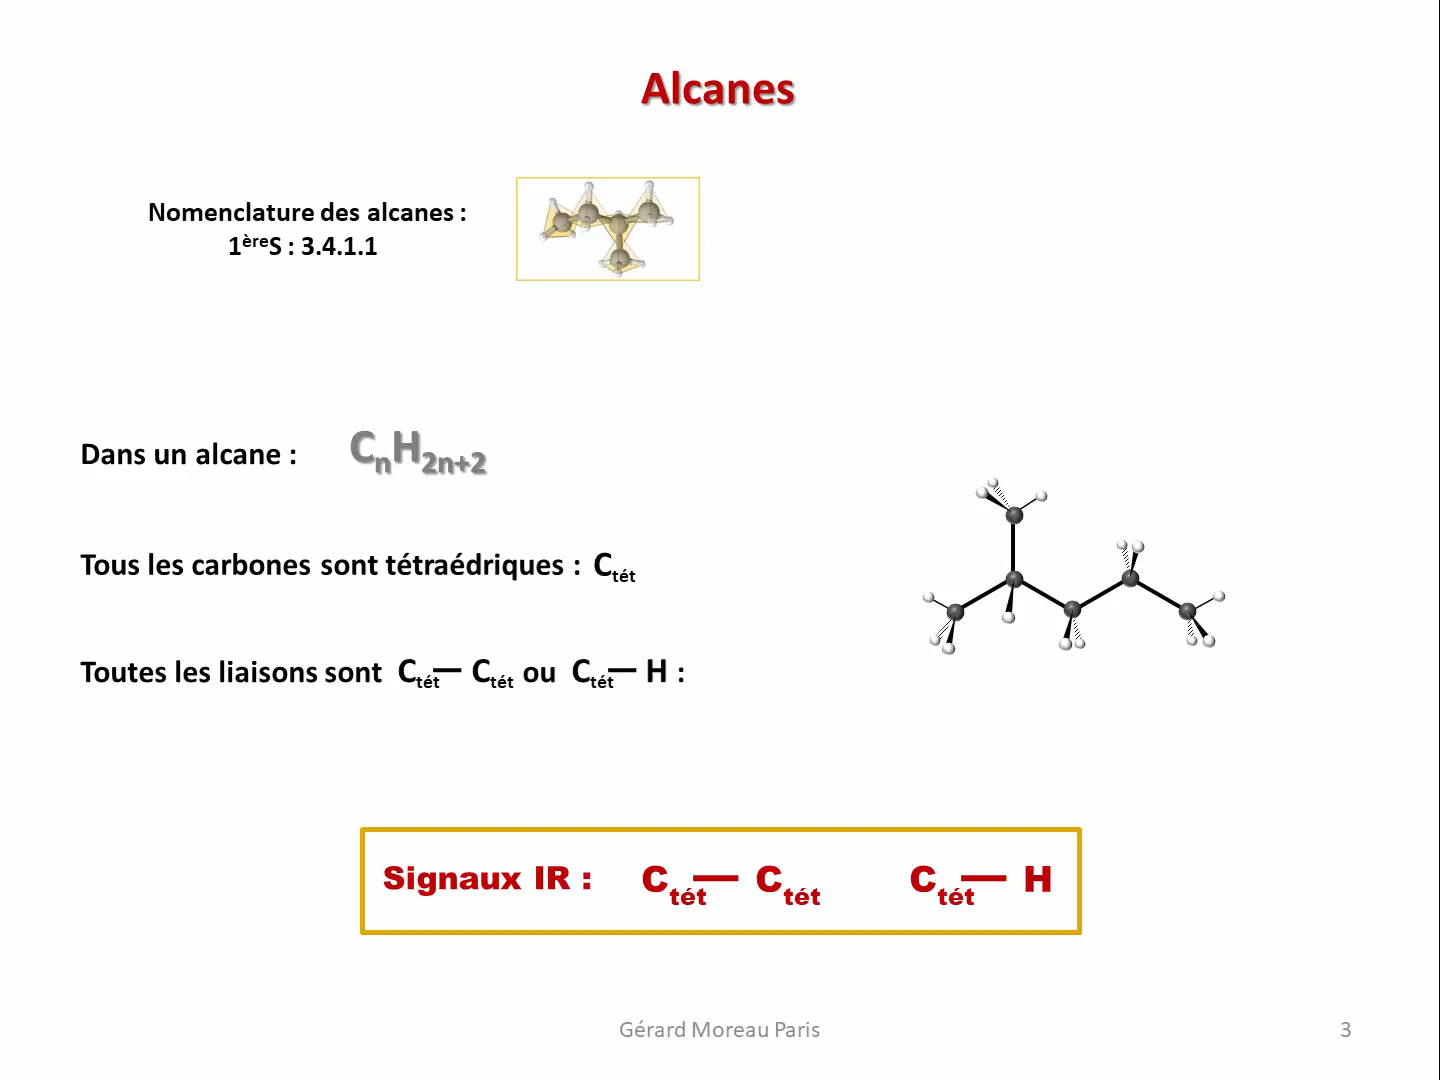 Alcanes
Nomenclature des alcanes :
1èreS : 3.4.1.1
Dans un alcane : CnH2n+2
Tous les carbones sont tétraédriques : Ctét
Toutes les liaisons sont Ctét— Ctét ou Ctét— H :
Signaux IR : Ctét— Ctét Ctét— H
Gérard Moreau Paris
3